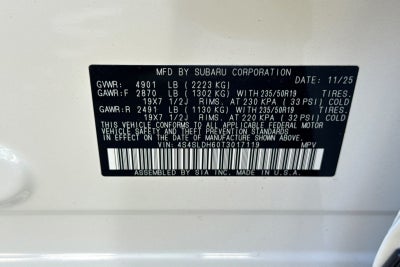 MFD BY SUBARU CORPORATION DATE: 11/25
GVWR: 4901 LB ( 2223 KG)
GAWR:F 2870 LB ( 1302 KG) WITH 235/50R19 TIRES,
19X7 1/2J RIMS, AT 230 KPA ( 33 PSI) COLD
GAWR:R 2491 LB ( 1130 KG) WITH 235/50R19 TIRES,
19X7 1/2J RIMS, AT 220 KPA ( 32 PSI) COLD
THIS VEHICLE CONFORMS TO ALL APPLICABLE FEDERAL MOTOR
VEHICLE SAFETY AND THEFT PREVENTION STANDARDS IN
EFFECT ON THE DATE OF MANUFACTURE SHOWN ABOVE.
VIN: 4S4SLDH60T3017119 MPV
ASSEMBLED BY SIA INC. MADE IN U.S.A.